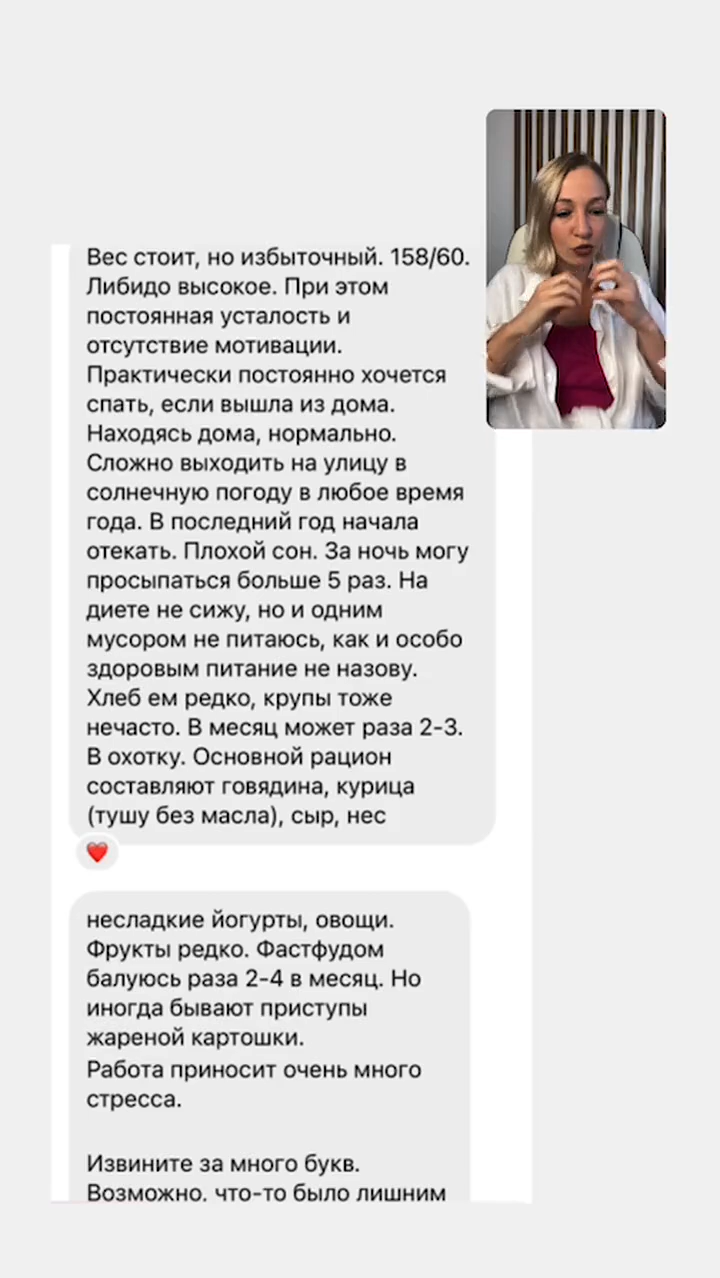 Вес стоит, но избыточный. 158/60.
Либидо высокое. При этом
постоянная усталость и
отсутствие мотивации.
Практически постоянно хочется
спать, если вышла из дома.
Находясь дома, нормально.
Сложно выходить на улицу в
солнечную погоду в любое время
года. В последний год начала
отекать. Плохой сон. За ночь могу
просыпаться больше 5 раз. На
диете не сижу, но и одним
мусором не питаюсь, как и особо
здоровым питание не назову.
Хлеб ем редко, крупы тоже
нечасто. В месяц может раза 2-3.
В охотку. Основной рацион
составляют говядина, курица
(тушу без масла), сыр, нес
несладкие йогурты, овощи.
Фрукты редко. Фастфудом
балуюсь раза 2-4 в месяц. Но
иногда бывают приступы
жареной картошки.
Работа приносит очень много
стресса.
Извините за много букв.
Возможно, что-то было лишним